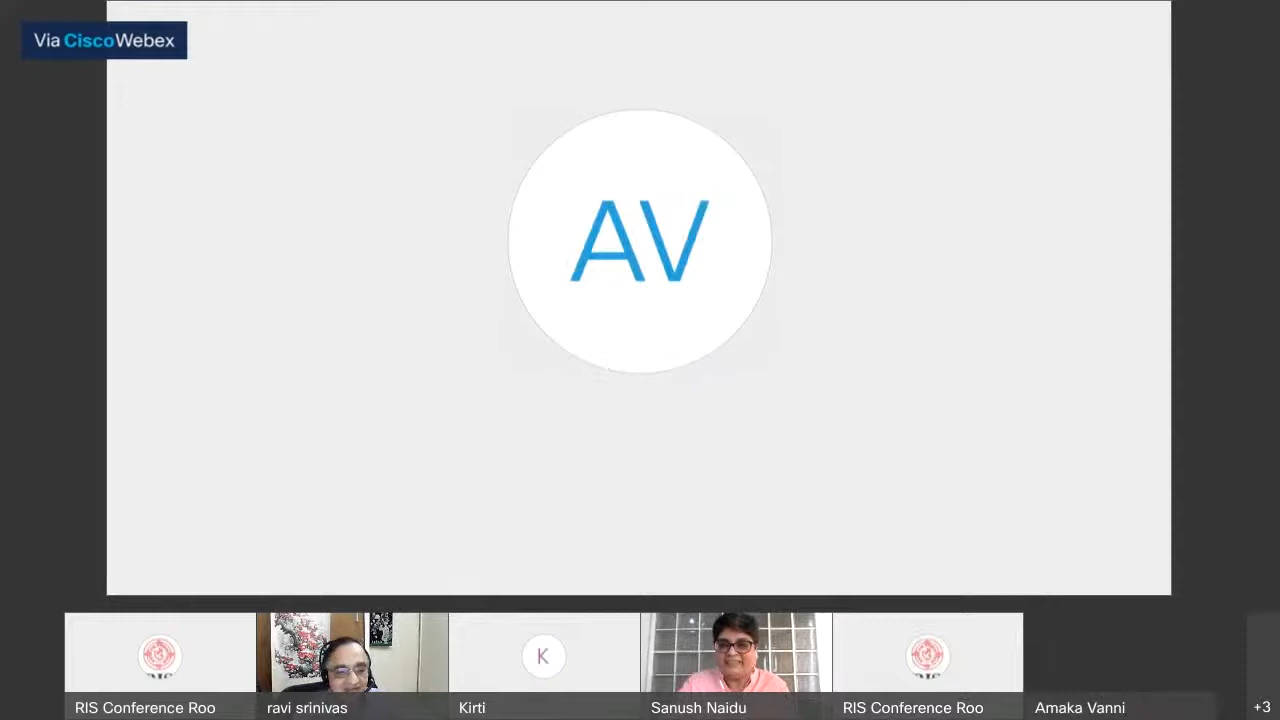 Via CiscoWebex
AV
K
RIS Conference Roo
ravi srinivas
Kirti
Sanush Naidu
RIS Conference Roo
Amaka Vanni
+3